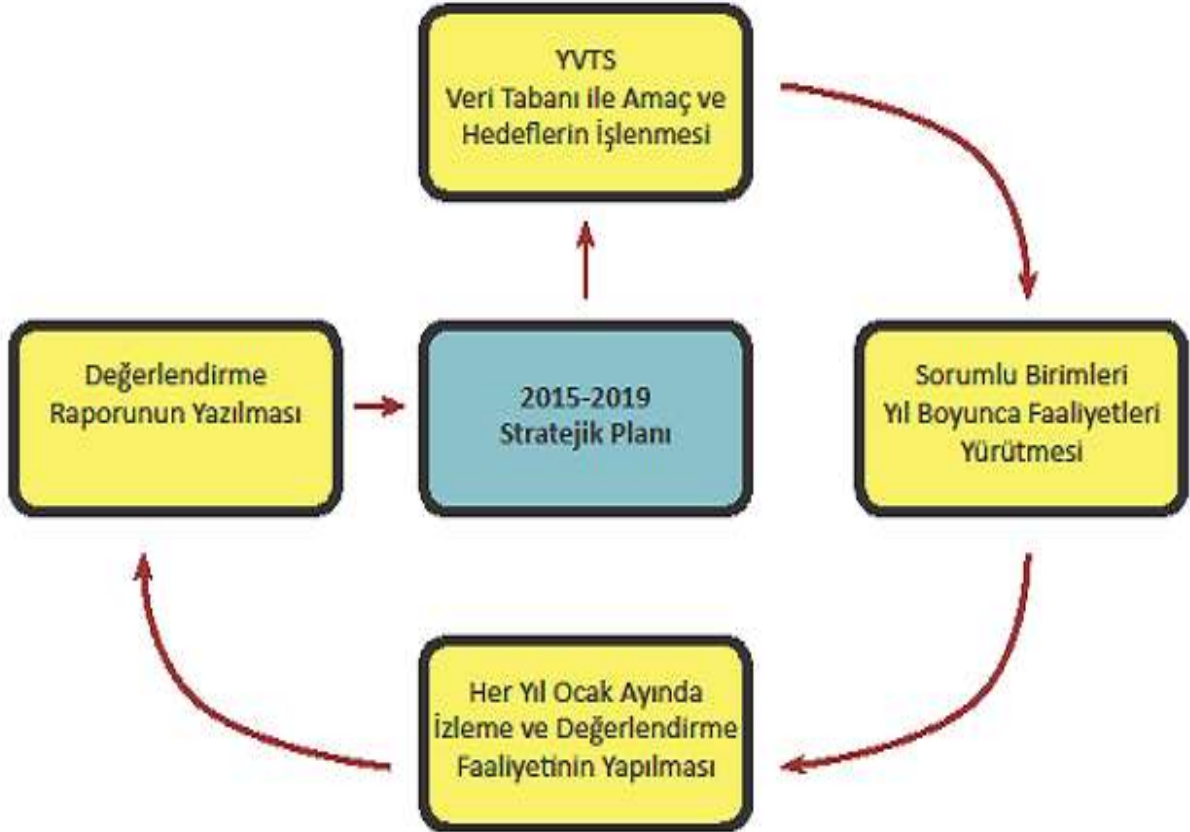 YVTS
Veri Tabanı ile Amaç ve
Hedeflerin İşlenmesi
Değerlendirme
Raporunun Yazılması
2015-2019
Stratejik Planı
Sorumlu Birimleri
Yıl Boyunca Faaliyetleri
Yürütmesi
Her Yıl Ocak Ayında
İzleme ve Değerlendirme
Faaliyetinin Yapılması